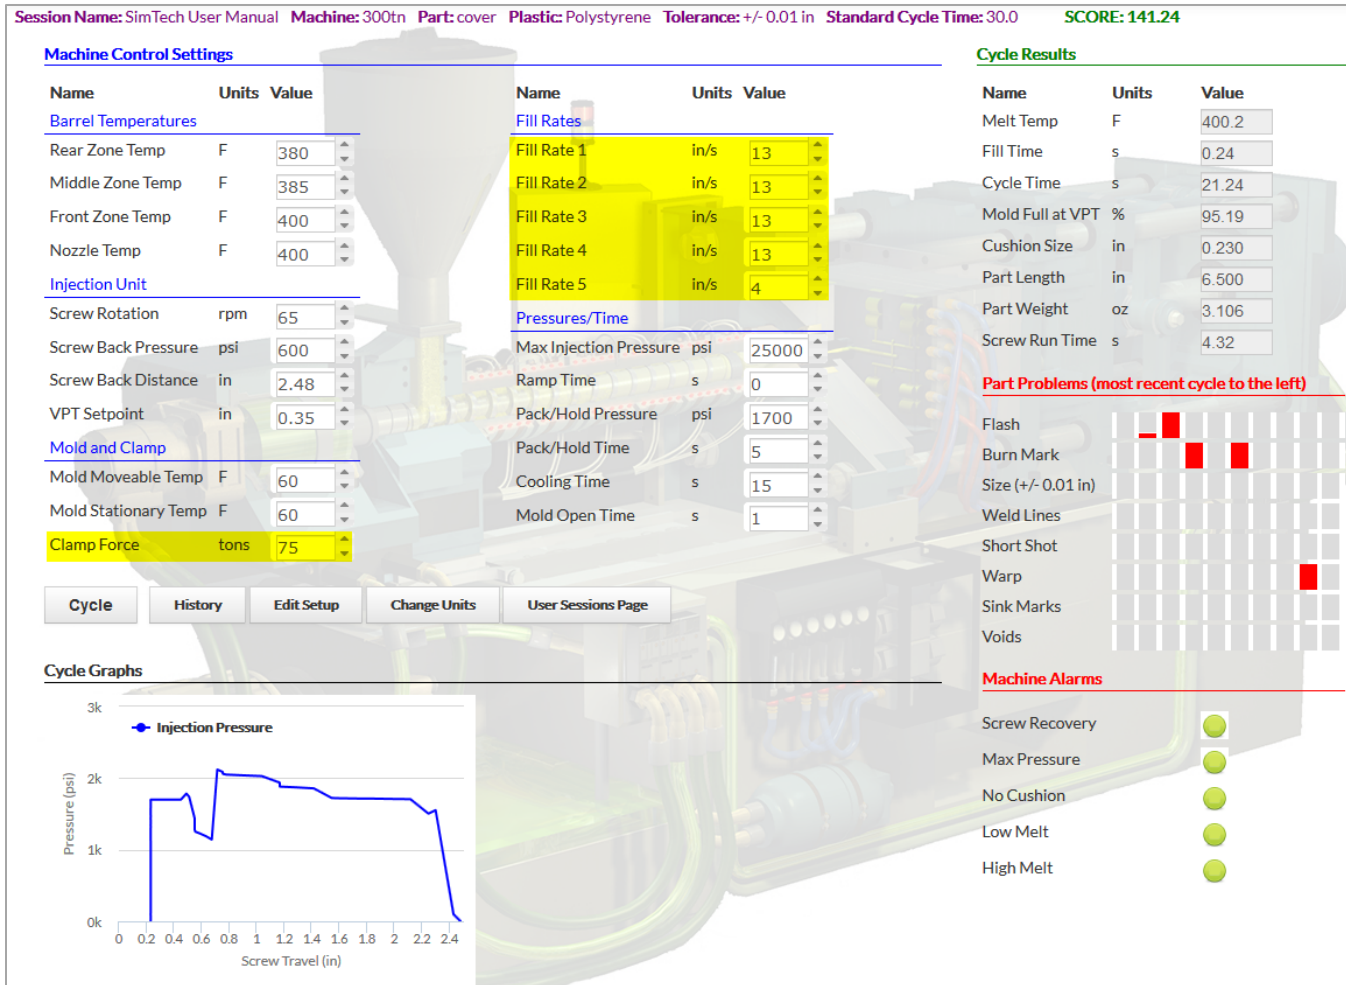 Session Name: SimTech User Manual Machine: 300tn Part: cover Plastic: Polystyrene Tolerance: +/- 0.01 in Standard Cycle Time: 30.0 SCORE: 141.24
Machine Control Settings
Name Units Value
Barrel Temperatures
Rear Zone Temp F 380
Middle Zone Temp F 385
Front Zone Temp F 400
Nozzle Temp F 400
Injection Unit
Screw Rotation rpm 65
Screw Back Pressure psi 600
Screw Back Distance in 2.48
VPT Setpoint in 0.35
Mold and Clamp
Mold Moveable Temp F 60
Mold Stationary Temp F 60
Clamp Force tons 75
Name Units Value
Fill Rates
Fill Rate 1 in/s 13
Fill Rate 2 in/s 13
Fill Rate 3 in/s 13
Fill Rate 4 in/s 13
Fill Rate 5 in/s 4
Pressures/Time
Max Injection Pressure psi 25000
Ramp Time s 0
Pack/Hold Pressure psi 1700
Pack/Hold Time s 5
Cooling Time s 15
Mold Open Time s 1
Cycle History Edit Setup Change Units User Sessions Page
Cycle Graphs
Injection Pressure
Pressure (psi)
3k
2k
1k
0k
0 0.2 0.4 0.6 0.8 1 1.2 1.4 1.6 1.8 2 2.2 2.4
Screw Travel (in)
Cycle Results
Name Units Value
Melt Temp F 400.2
Fill Time s 0.24
Cycle Time s 21.24
Mold Full at VPT % 95.19
Cushion Size in 0.230
Part Length in 6.500
Part Weight oz 3.106
Screw Run Time s 4.32
Part Problems (most recent cycle to the left)
Flash
Burn Mark
Size (+/- 0.01 in)
Weld Lines
Short Shot
Warp
Sink Marks
Voids
Machine Alarms
Screw Recovery
Max Pressure
No Cushion
Low Melt
High Melt